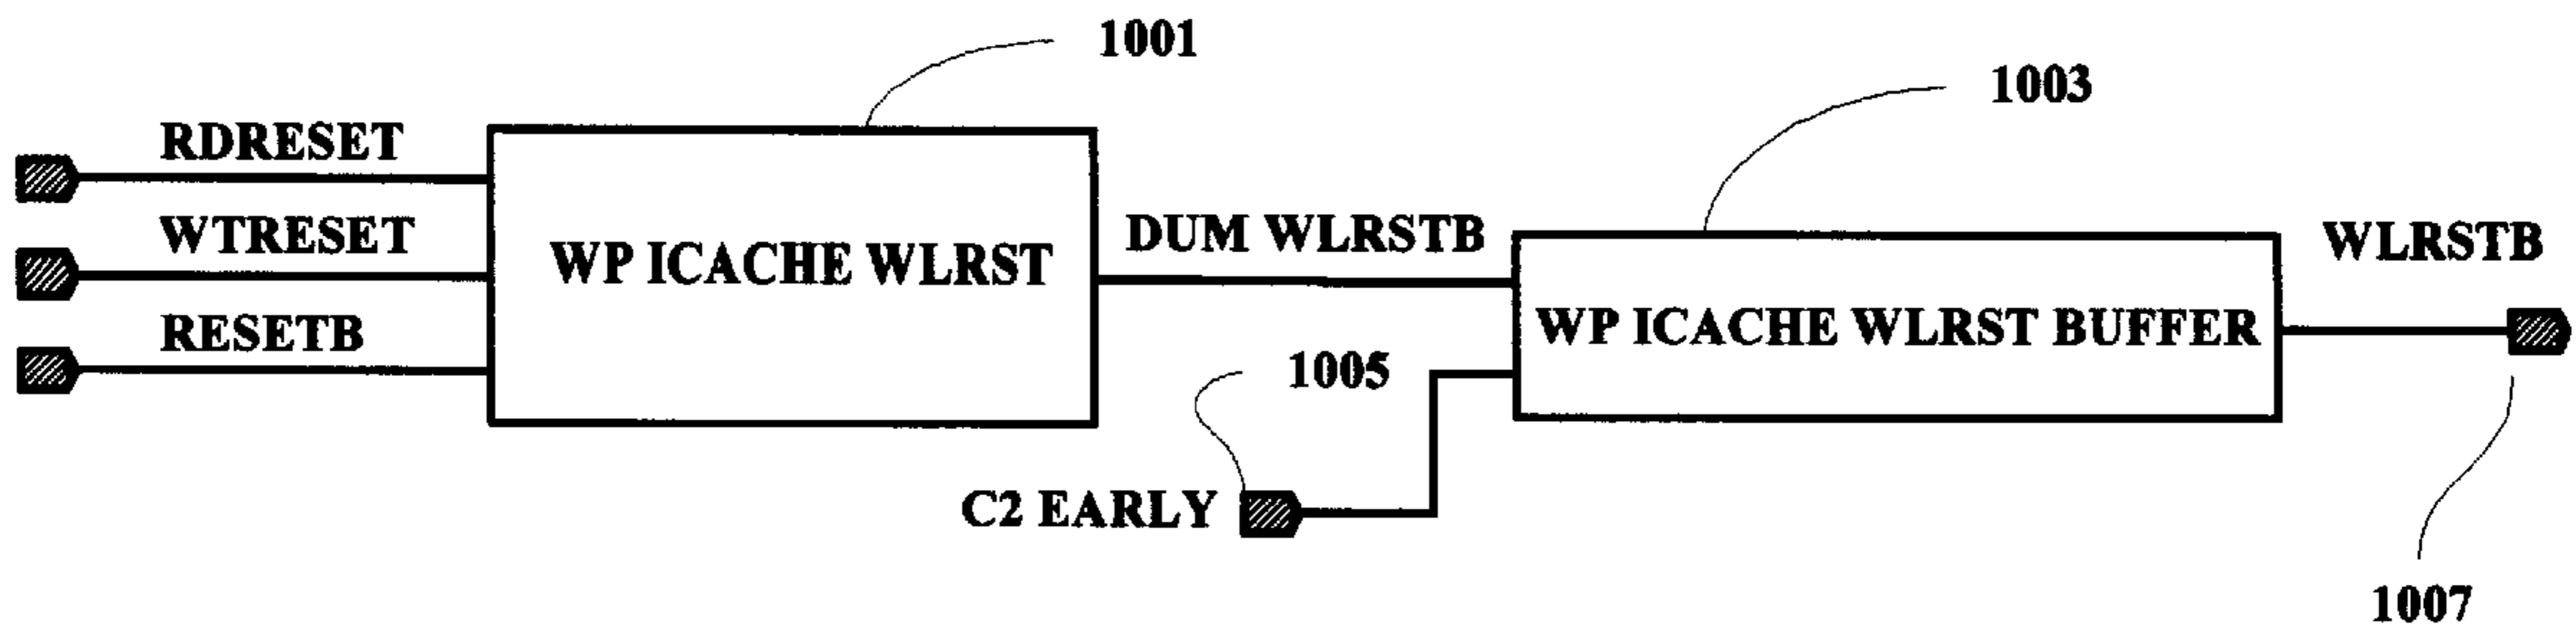 1001
1003
RDRESET
WTRESET
RESETB
WP ICACHE WLRST
DUM WLRSTB
WP ICACHE WLRST BUFFER
WLRSTB
1005
C2 EARLY
1007